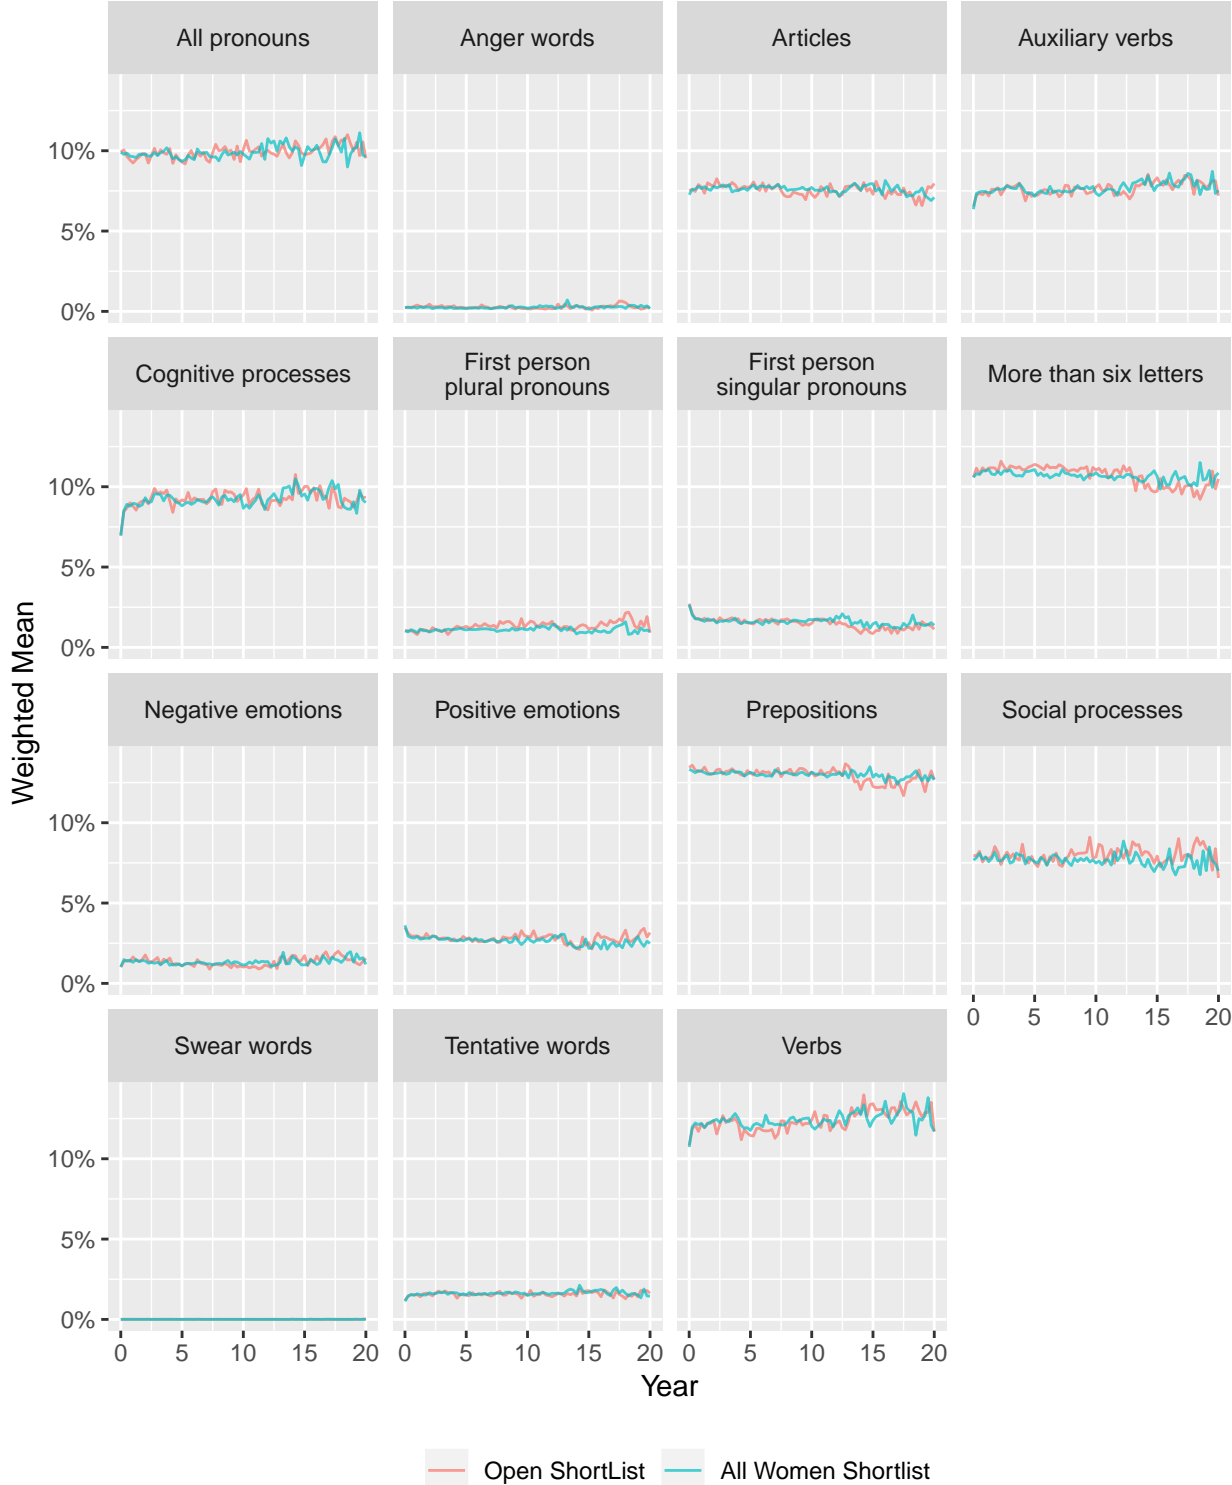 All pronouns
Anger words
Articles
Auxiliary verbs
10%
5%
0%
Cognitive processes
First person
plural pronouns
First person
singular pronouns
More than six letters
10%
5%
0%
Weighted Mean
Negative emotions
Positive emotions
Prepositions
Social processes
10%
5%
0%
0 5 10 15 20
Swear words
Tentative words
Verbs
10%
5%
0%
0 5 10 15 20
0 5 10 15 20
0 5 10 15 20
Year
Open ShortList
All Women Shortlist